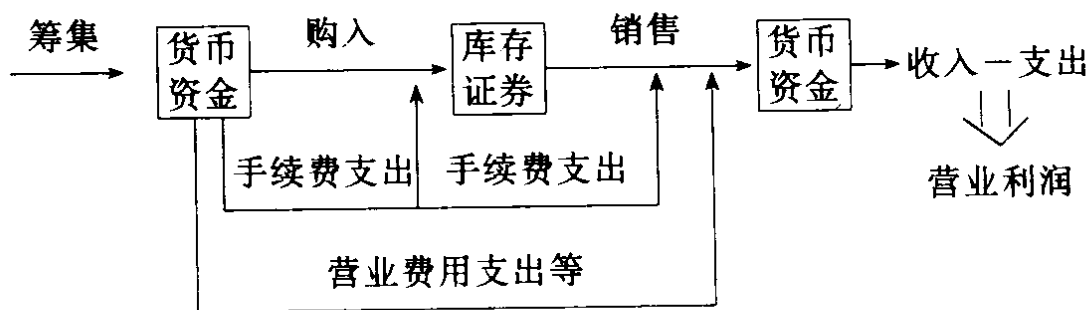 筹集
货币
资金
购入
库存
证券
销售
货币
资金
收入－支出
手续费支出
手续费支出
营业利润
营业费用支出等